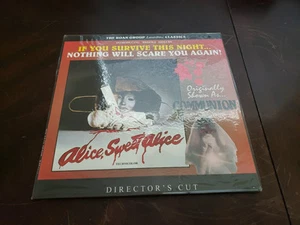 THE ROAN GROUP
CLASSICS
IF YOU SURVIVE THIS NIGHT...
NOTHING WILL SCARE YOU AGAIN!
Originally
Shown As
COMMUNION
Alice, Sweet Alice
DIRECTOR'S CUT